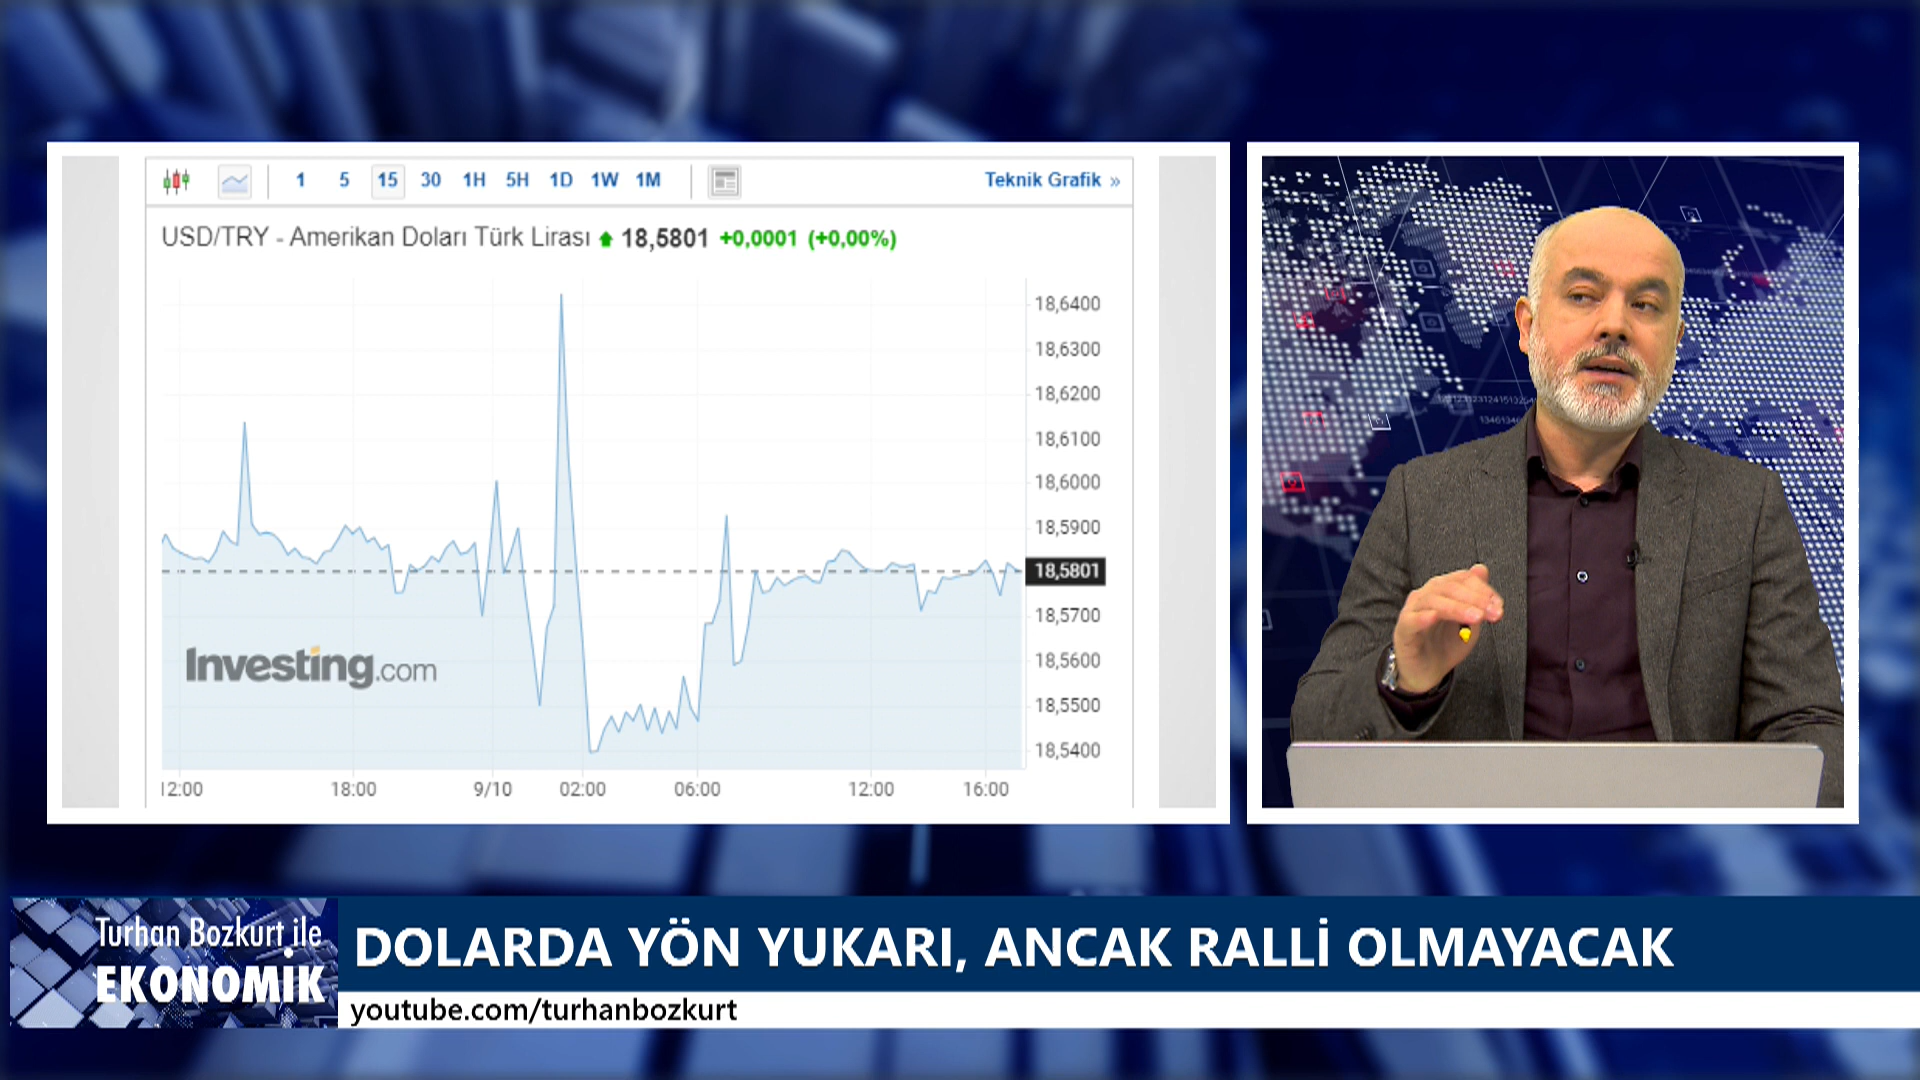 1 5 15 30 1H 5H 1D 1W 1M Teknik Grafik »
USD/TRY - Amerikan Doları Türk Lirası 18,5801 +0,0001 (+0,00%)
18,6400
18,6300
18,6200
18,6100
18,6000
18,5900
18,5801
18,5700
18,5600
18,5500
18,5400
Investing.com
12:00 18:00 9/10 02:00 06:00 12:00 16:00
Turhan Bozkurt ile
EKONOMİK
DOLARDA YÖN YUKARI, ANCAK RALLİ OLMAYACAK
youtube.com/turhanbozkurt